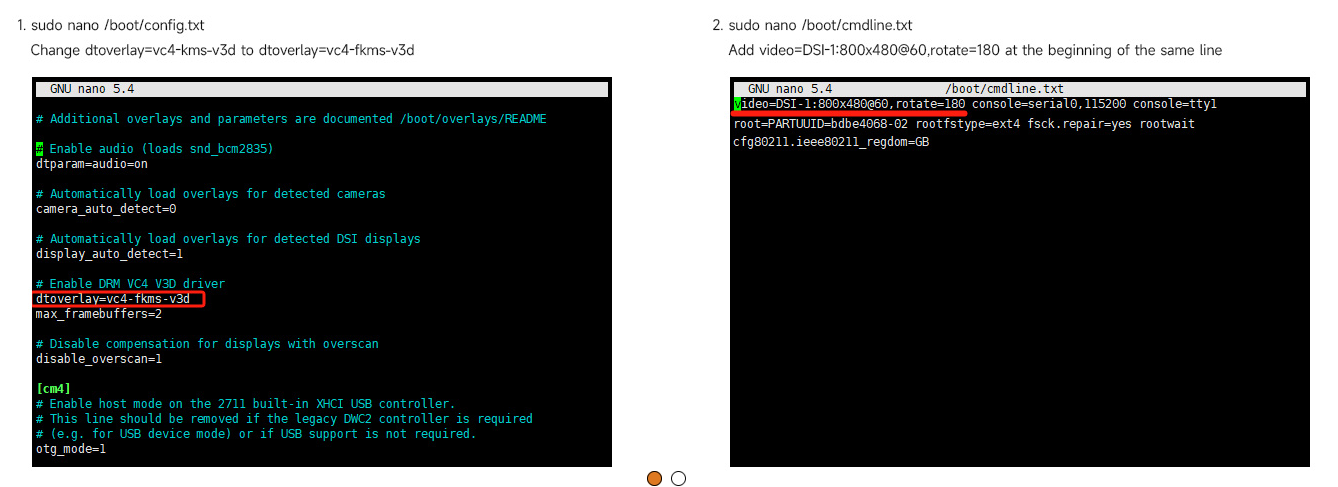 1. sudo nano /boot/config.txt
Change dtoverlay=vc4-kms-v3d to dtoverlay=vc4-fkms-v3d
GNU nano 5.4
# Additional overlays and parameters are documented /boot/overlays/README
# Enable audio (loads snd_bcm2835)
dtparam=audio=on
# Automatically load overlays for detected cameras
camera_auto_detect=0
# Automatically load overlays for detected DSI displays
display_auto_detect=1
# Enable DRM VC4 V3D driver
dtoverlay=vc4-fkms-v3d
max_framebuffers=2
# Disable compensation for displays with overscan
disable_overscan=1
[cm4]
# Enable host mode on the 2711 built-in XHCI USB controller.
# This line should be removed if the legacy DWC2 controller is required
# (e.g. for USB device mode) or if USB support is not required.
otg_mode=1
2. sudo nano /boot/cmdline.txt
Add video=DSI-1:800x480@60,rotate=180 at the beginning of the same line
GNU nano 5.4 /boot/cmdline.txt
video=DSI-1:800x480@60,rotate=180 console=serial0,115200 console=tty1
root=PARTUUID=bdbe4068-02 rootfstype=ext4 fsck.repair=yes rootwait
cfg80211.ieee80211_regdom=GB